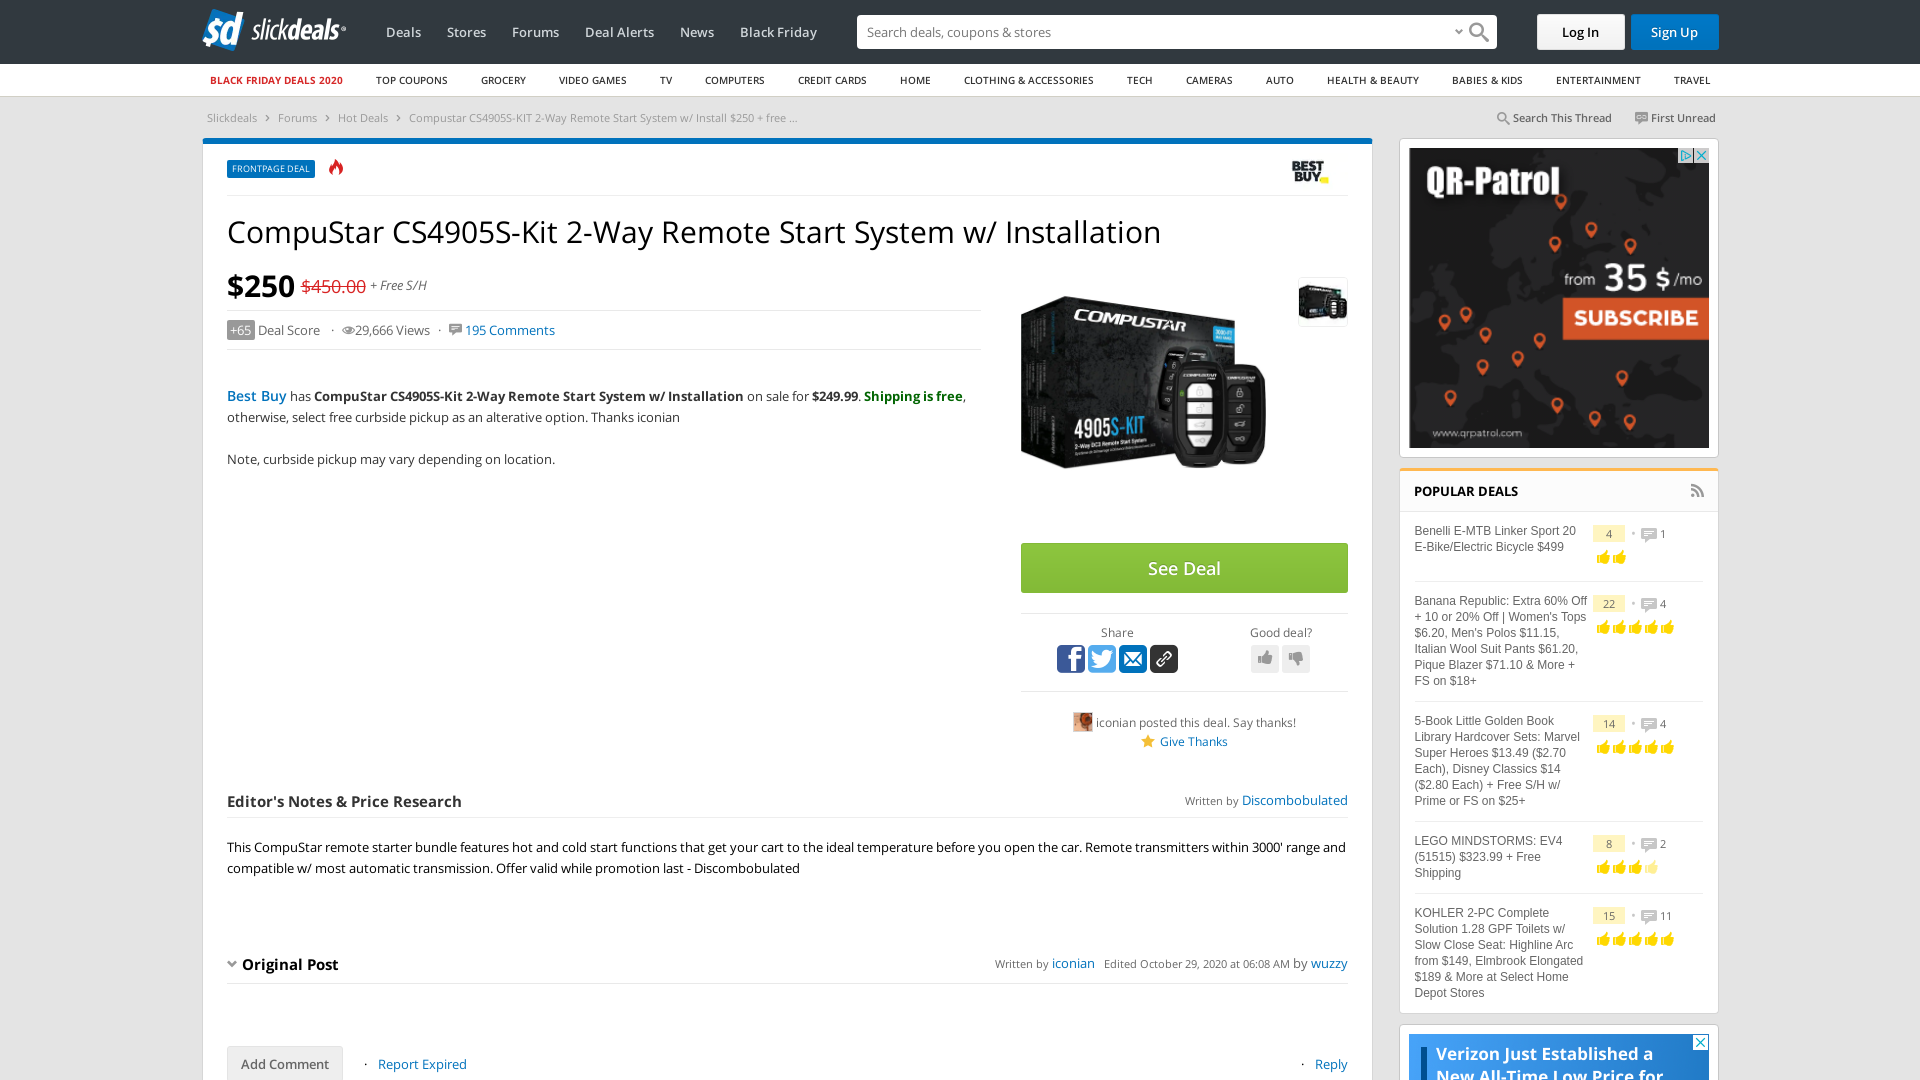 slickdeals
Deals
Stores
Forums
Deal Alerts
News
Black Friday
Search deals, coupons & shopping
Log In
Sign Up
BLACK FRIDAY DEALS 2020
TOP COUPONS
GROCERY
VIDEO GAMES
TV
COMPUTERS
CREDIT CARDS
HOME
CLOTHING & ACCESSORIES
TECH
CAMERAS
AUTO
HEALTH & BEAUTY
BABIES & KIDS
ENTERTAINMENT
TRAVEL
Slickdeals › Forums › Hot Deals › Compustar CS4905S-KIT 2-Way Remote Start System w/ Install $250 + free ...
Search This Thread
First Unread
FRONTPAGE DEAL
BEST
BUY
CompuStar CS4905S-Kit 2-Way Remote Start System w/ Installation
$250 $450.00 + Free S/H
+65 Deal Score · 29,666 Views · 195 Comments
Best Buy has CompuStar CS4905S-Kit 2-Way Remote Start System w/ Installation on sale for $249.99. Shipping is free,
otherwise, select free curbside pickup as an alterative option. Thanks iconian
Note, curbside pickup may vary depending on location.
COMPUSTAR
4905S-KIT
2-Way DC3 Remote Start System
See Deal
Share
Good deal?
iconian posted this deal. Say thanks!
Give Thanks
Editor's Notes & Price Research
Written by Discombobulated
This CompuStar remote starter bundle features hot and cold start functions that get your cart to the ideal temperature before you open the car. Remote transmitters within 3000' range and
compatible w/ most automatic transmission. Offer valid while promotion last - Discombobulated
Original Post
Written by iconian Edited October 29, 2020 at 06:08 AM by wuzzy
Add Comment
· Report Expired
· Reply
QR-Patrol
from 35 $/mo
SUBSCRIBE
www.qrpatrol.com
POPULAR DEALS
Benelli E-MTB Linker Sport 20
E-Bike/Electric Bicycle $499
4 • 1
Banana Republic: Extra 60% Off
+ 10 or 20% Off | Women's Tops
$6.20, Men's Polos $11.15,
Italian Wool Suit Pants $61.20,
Pique Blazer $71.10 & More +
FS on $18+
22 • 4
5-Book Little Golden Book
Library Hardcover Sets: Marvel
Super Heroes $13.49 ($2.70
Each), Disney Classics $14
($2.80 Each) + Free S/H w/
Prime or FS on $25+
14 • 4
LEGO MINDSTORMS: EV4
(51515) $323.99 + Free
Shipping
8 • 2
KOHLER 2-PC Complete
Solution 1.28 GPF Toilets w/
Slow Close Seat: Highline Arc
from $149, Elmbrook Elongated
$189 & More at Select Home
Depot Stores
15 • 11
Verizon Just Established a
New All-Time Low Price for